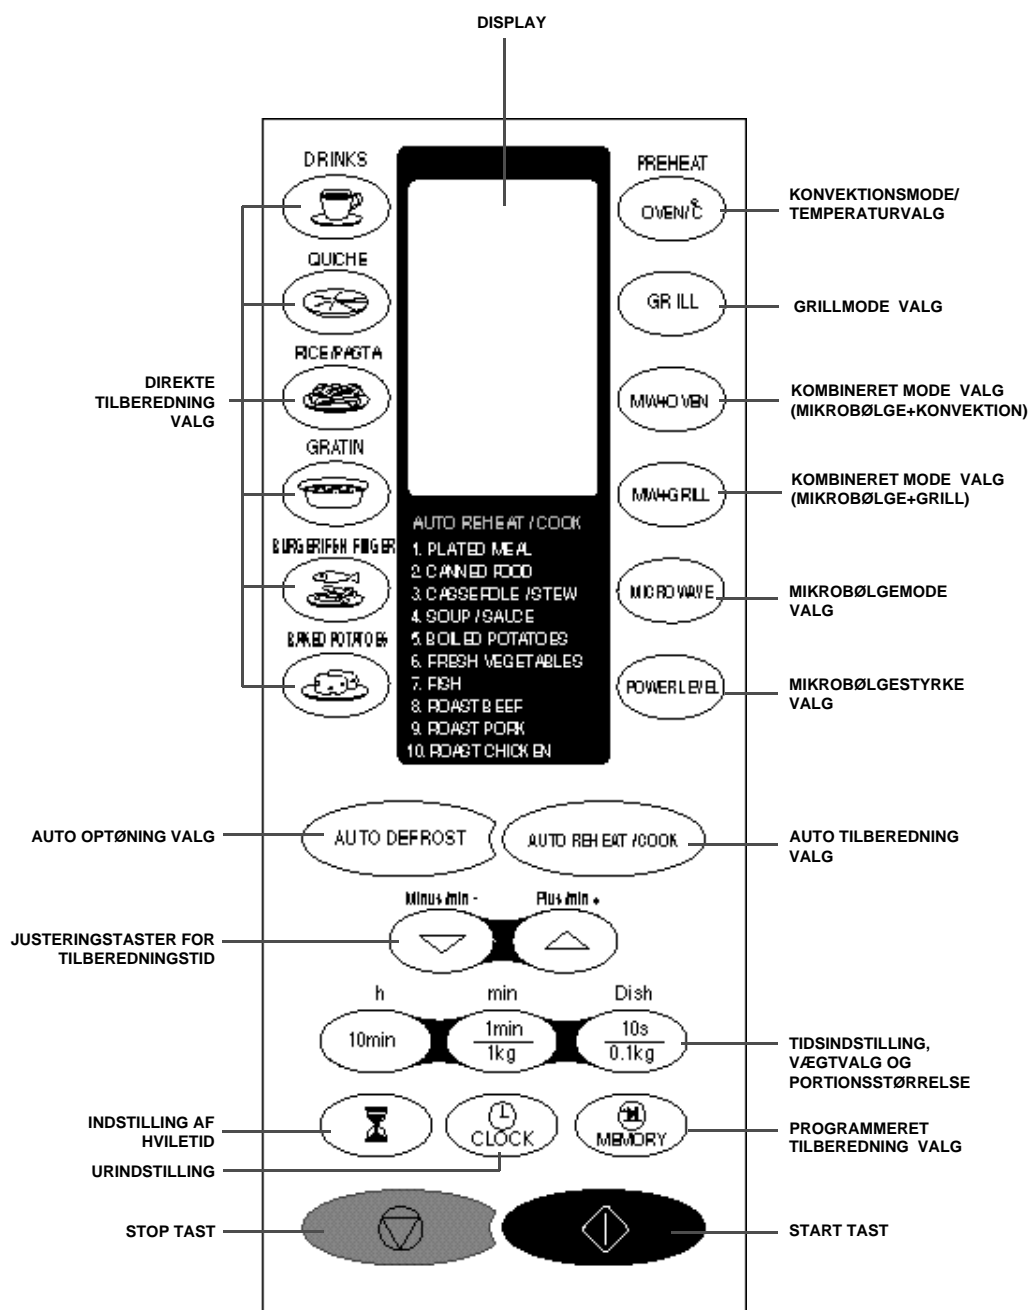 DISPLAY
DRINKS
PREHEAT
OVEN/°C
KONVEKTIONSMODE/
TEMPERATURVALG
QUICHE
GRILL
GRILLMODE VALG
RICE/PASTA
DIREKTE
TILBEREDNING
VALG
MW+OVEN
KOMBINERET MODE VALG
(MIKROBØLGE+KONVEKTION)
GRATIN
MW+GRILL
KOMBINERET MODE VALG
(MIKROBØLGE+GRILL)
BURGER/FISH FINGER
BAKED POTATOES
AUTO REHEAT / COOK
1. PLATED MEAL
2. CANNED FOOD
3. CASSEROLE / STEW
4. SOUP / SAUCE
5. BOILED POTATOES
6. FRESH VEGETABLES
7. FISH
8. ROAST BEEF
9. ROAST PORK
10. ROAST CHICKEN
MICROWAVE
MIKROBØLGEMODE
VALG
POWER LEVEL
MIKROBØLGESTYRKE
VALG
AUTO OPTØNING VALG
AUTO DEFROST
AUTO REHEAT / COOK
AUTO TILBEREDNING
VALG
Minus /min -
Plus /min +
JUSTERINGSTASTER FOR
TILBEREDNINGSTID
h
min
Dish
10min
1min
1kg
10s
0.1kg
TIDSINDSTILLING,
VÆGTVALG OG
PORTIONSSTØRRELSE
INDSTILLING AF
HVILETID
CLOCK
MEMORY
PROGRAMMERET
TILBEREDNING VALG
URINDSTILLING
STOP TAST
START TAST